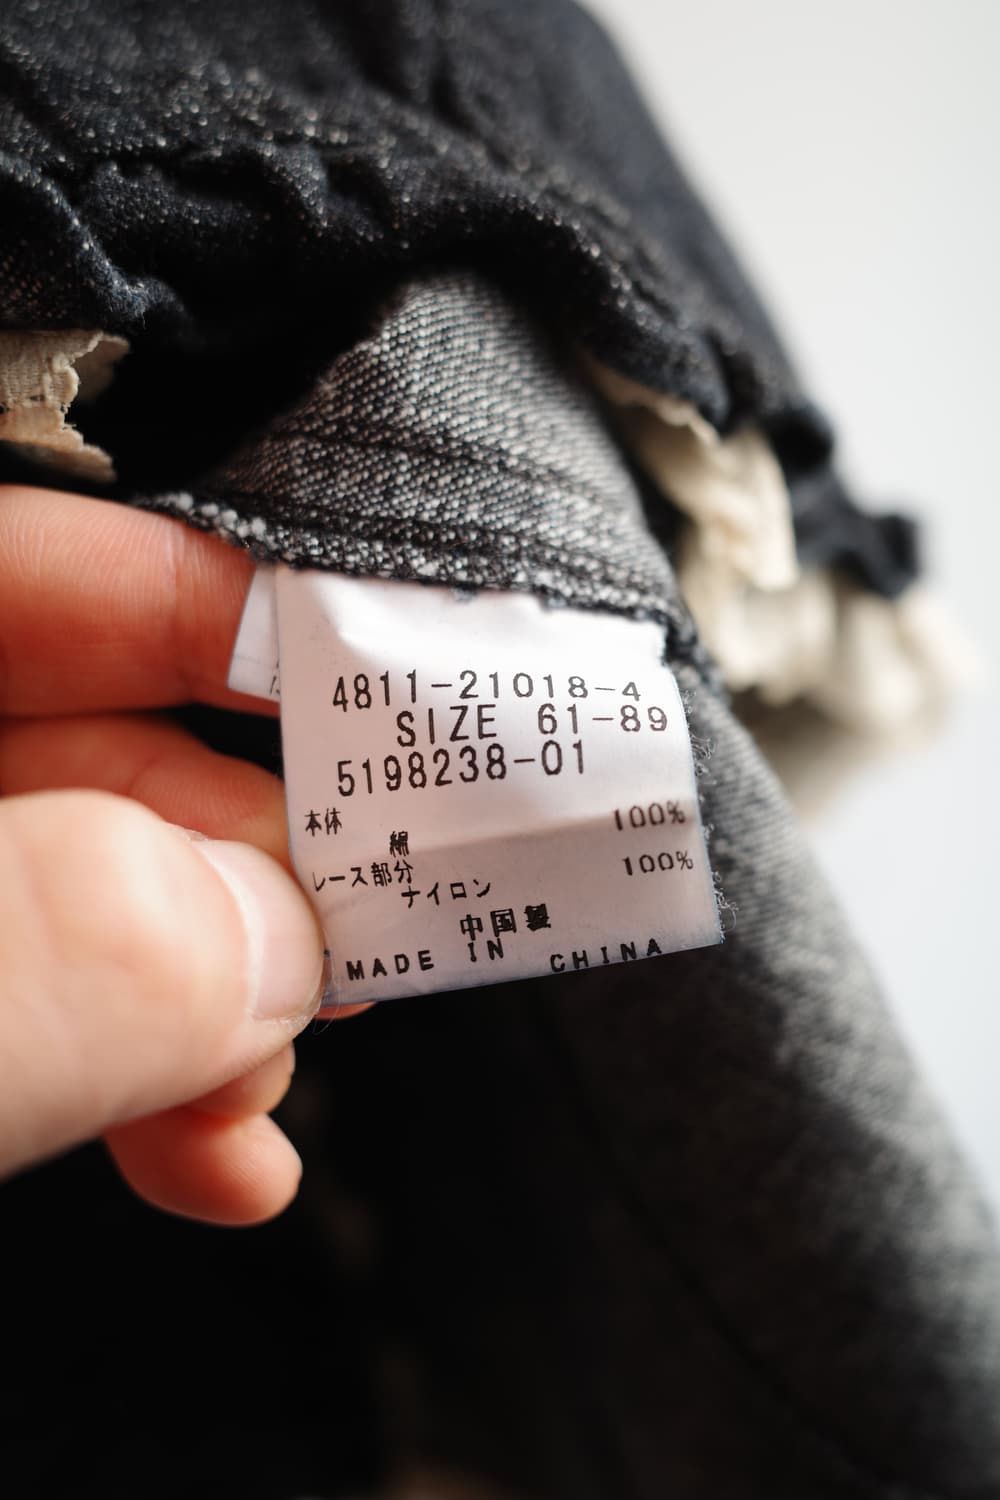 4811-21018-4
SIZE 61-89
5198238-01
本体 100%
綿
レース部分 100%
ナイロン
中国製
MADE IN CHINA